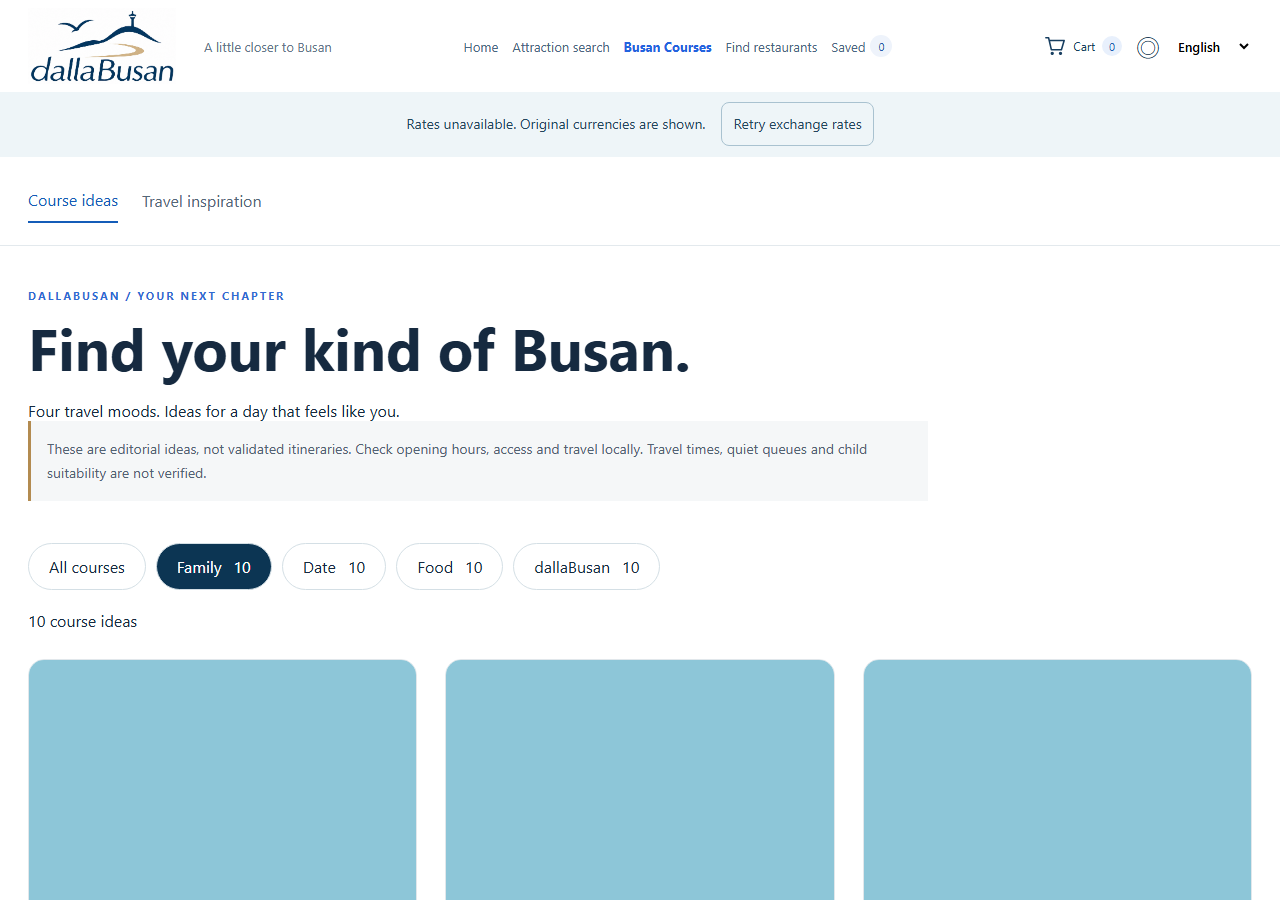 dallaBusan
A little closer to Busan
Home
Attraction search
Busan Courses
Find restaurants
Saved 0
Cart 0
English
Rates unavailable. Original currencies are shown.
Retry exchange rates
Course ideas
Travel inspiration
DALLABUSAN / YOUR NEXT CHAPTER
Find your kind of Busan.
Four travel moods. Ideas for a day that feels like you.
These are editorial ideas, not validated itineraries. Check opening hours, access and travel locally. Travel times, quiet queues and child
suitability are not verified.
All courses
Family 10
Date 10
Food 10
dallaBusan 10
10 course ideas